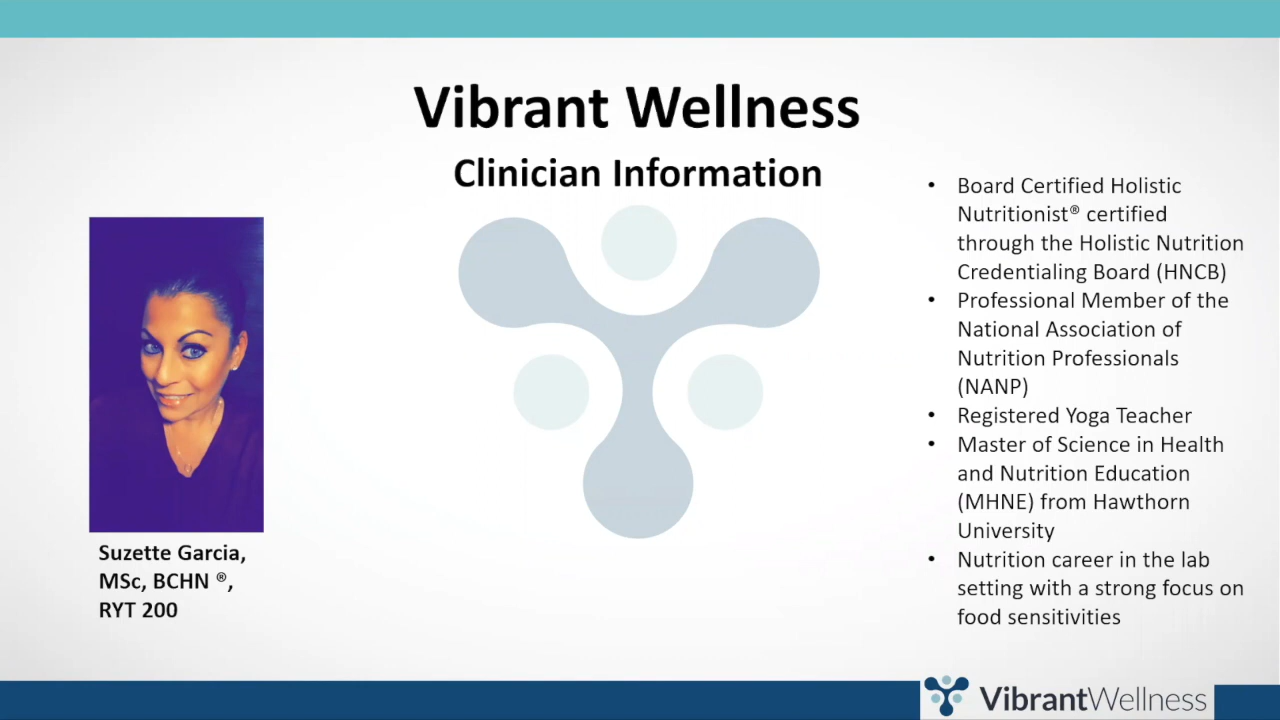 Vibrant Wellness
Clinician Information
Suzette Garcia,
MSc, BCHN ®,
RYT 200
• Board Certified Holistic
Nutritionist® certified
through the Holistic Nutrition
Credentialing Board (HNCB)
• Professional Member of the
National Association of
Nutrition Professionals
(NANP)
• Registered Yoga Teacher
• Master of Science in Health
and Nutrition Education
(MHNE) from Hawthorn
University
• Nutrition career in the lab
setting with a strong focus on
food sensitivities
VibrantWellness